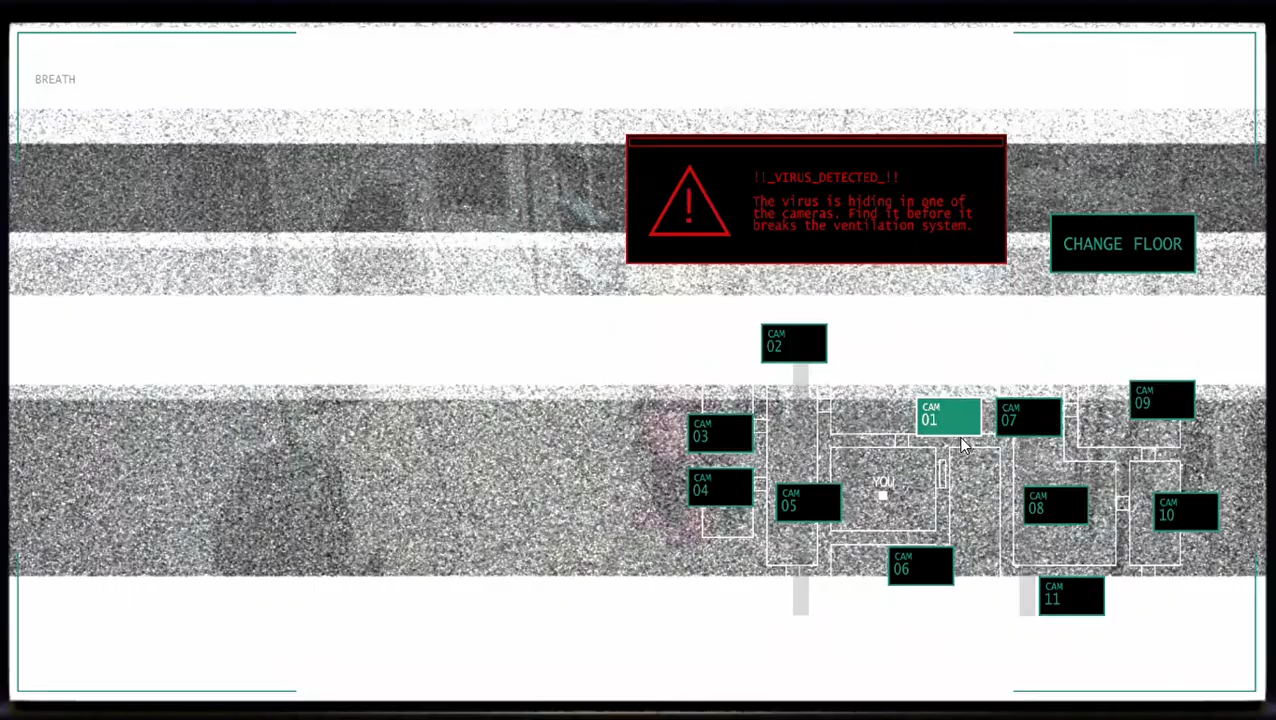 BREATH
!!_VIRUS_DETECTED_!!
The virus is hiding in one of
the cameras. Find it before it
breaks the ventilation system.
CHANGE FLOOR
CAM
02
CAM
01
CAM
07
CAM
09
CAM
03
CAM
04
CAM
05
YOU
CAM
08
CAM
10
CAM
06
CAM
11